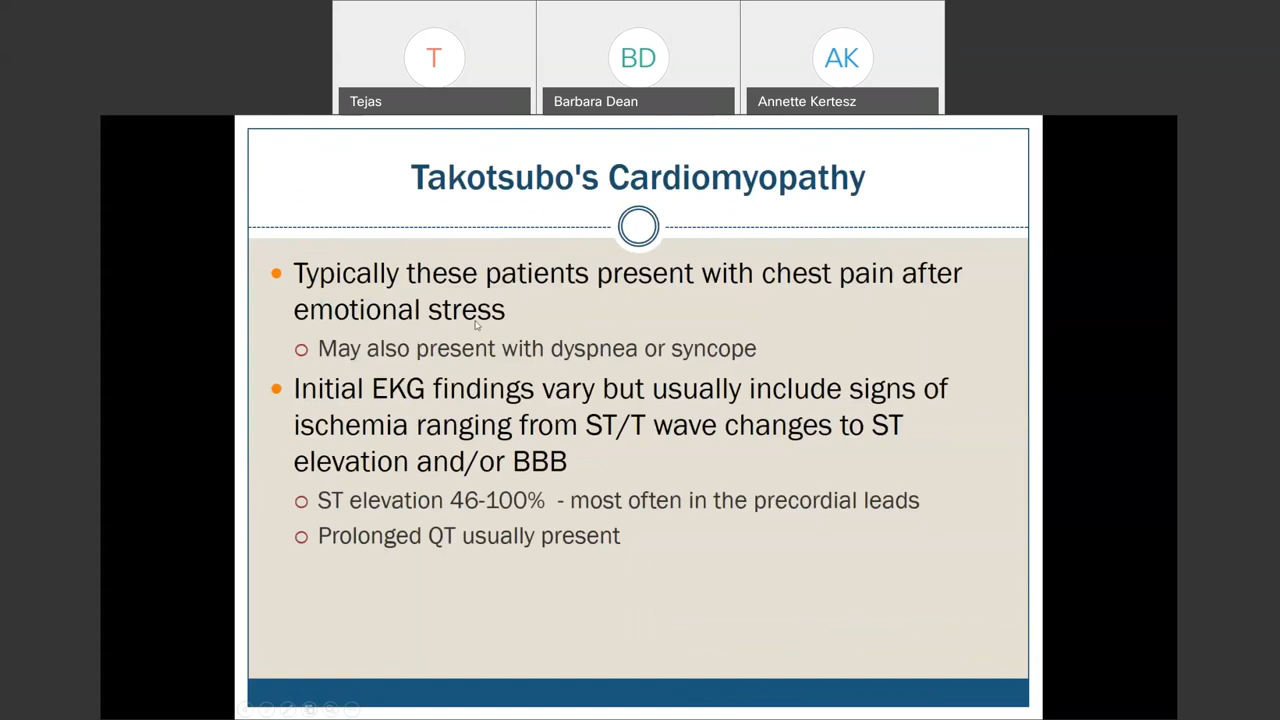 T
BD
AK
Tejas
Barbara Dean
Annette Kertesz
Takotsubo's Cardiomyopathy
Typically these patients present with chest pain after
emotional stress
May also present with dyspnea or syncope
Initial EKG findings vary but usually include signs of
ischemia ranging from ST/T wave changes to ST
elevation and/or BBB
ST elevation 46-100% - most often in the precordial leads
Prolonged QT usually present